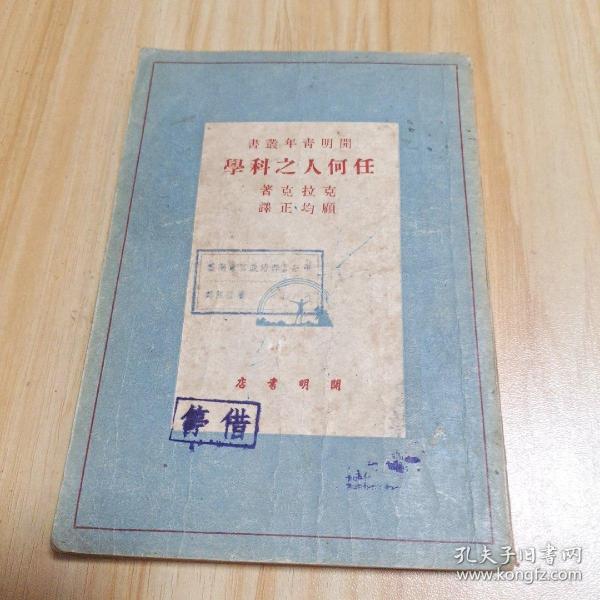 開明青年叢書
任何人之科學
克拉克著
顧均正譯
開明書店
停借
孔夫子旧书网
www.kongfz.com